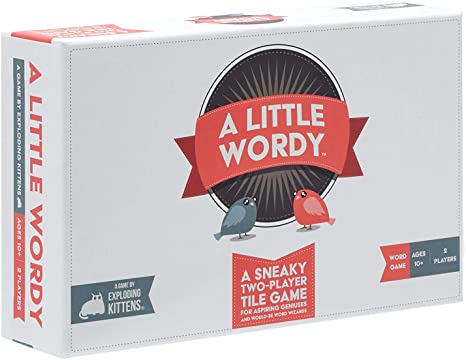 A LITTLE
WORDY™
A SNEAKY
TWO-PLAYER
TILE GAME
FOR ASPIRING GENIUSES
AND WOULD-BE WORD WIZARDS
A GAME BY
EXPLODING
KITTENS®
WORD
GAME
AGES
10+
2
PLAYERS
A LITTLE WORDY
A GAME BY EXPLODING KITTENS
AGES 10+
2 PLAYERS